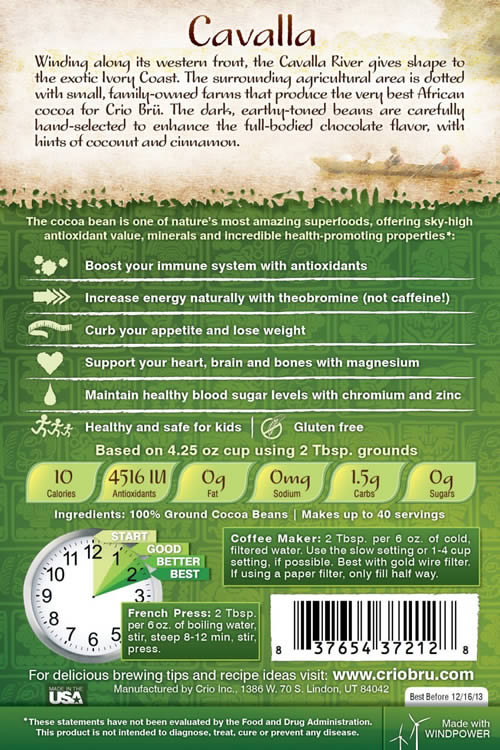 Cavalla
Winding along its western front, the Cavalla River gives shape to
the exotic Ivory Coast. The surrounding agricultural area is dotted
with small, family-owned farms that produce the very best African
cocoa for Crio Brü. The dark, earthy-toned beans are carefully
hand-selected to enhance the full-bodied chocolate flavor, with
hints of coconut and cinnamon.
The cocoa bean is one of nature's most amazing superfoods, offering sky-high
antioxidant value, minerals and incredible health-promoting properties*:
Boost your immune system with antioxidants
Increase energy naturally with theobromine (not caffeine!)
Curb your appetite and lose weight
Support your heart, brain and bones with magnesium
Maintain healthy blood sugar levels with chromium and zinc
Healthy and safe for kids | Gluten free
Based on 4.25 oz cup using 2 Tbsp. grounds
10 4516 IU 0g 0mg 1.5g 0g
Calories Antioxidants Fat Sodium Carbs Sugars
Ingredients: 100% Ground Cocoa Beans | Makes up to 40 servings
START
GOOD
BETTER
BEST
12 1 2 3 4 5 6 7 8 9 10 11
French Press: 2 Tbsp.
per 6 oz. of boiling water,
stir, steep 8-12 min, stir,
press.
Coffee Maker: 2 Tbsp. per 6 oz. of cold,
filtered water. Use the slow setting or 1-4 cup
setting, if possible. Best with gold wire filter.
If using a paper filter, only fill half way.
8 37654 37212 8
For delicious brewing tips and recipe ideas visit: www.criobru.com
MADE IN THE
USA
Manufactured by Crio Inc., 1386 W. 70 S. Lindon, UT 84042
Best Before 12/16/13
*These statements have not been evaluated by the Food and Drug Administration.
This product is not intended to diagnose, treat, cure or prevent any disease.
Made with
WINDPOWER